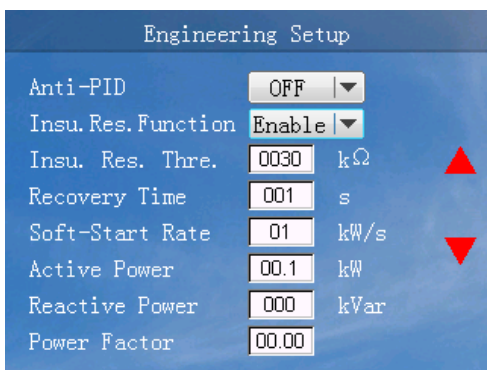 Engineering Setup
Anti-PID OFF
Insu.Res.Function Enable
Insu. Res. Thre. 0030 kΩ
Recovery Time 001 s
Soft-Start Rate 01 kW/s
Active Power 00.1 kW
Reactive Power 000 kVar
Power Factor 00.00